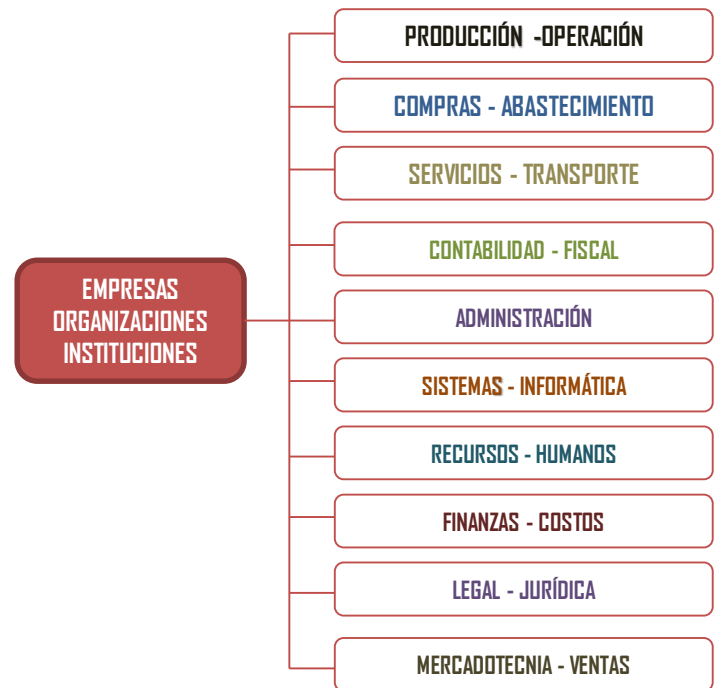 PRODUCCIÓN -OPERACIÓN
COMPRAS - ABASTECIMIENTO
SERVICIOS - TRANSPORTE
CONTABILIDAD - FISCAL
EMPRESAS
ORGANIZACIONES
INSTITUCIONES
ADMINISTRACIÓN
SISTEMAS - INFORMÁTICA
RECURSOS - HUMANOS
FINANZAS - COSTOS
LEGAL - JURÍDICA
MERCADOTECNIA - VENTAS